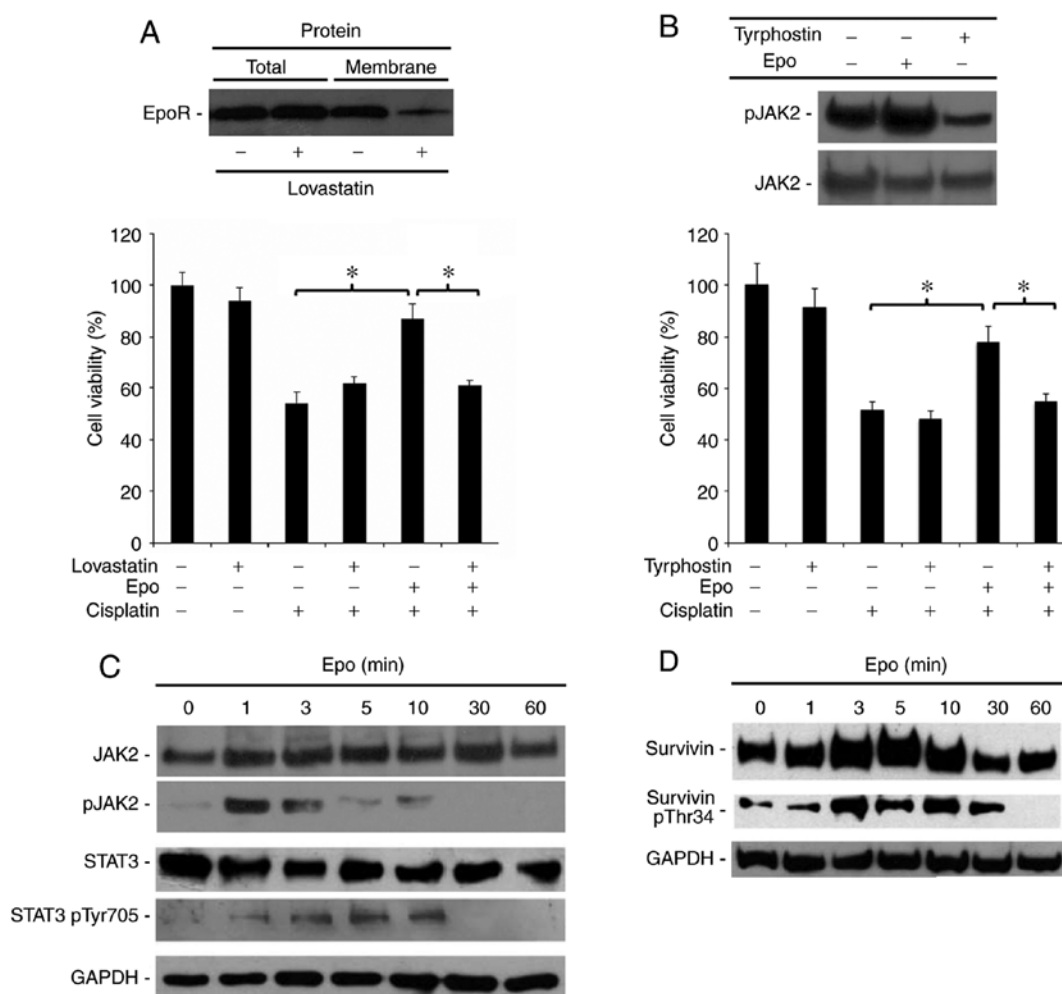 A
Protein
Total Membrane
EpoR -
– + – +
Lovastatin
120
100
80
60
40
20
0
Cell viability (%)
* *
Lovastatin – + – + – +
Epo – – – – + +
Cisplatin – – + + + +
B
Tyrphostin – – +
Epo – + –
pJAK2 -
JAK2 -
120
100
80
60
40
20
0
Cell viability (%)
* *
Tyrphostin – + – + – +
Epo – – – – + +
Cisplatin – – + + + +
C
Epo (min)
0 1 3 5 10 30 60
JAK2 -
pJAK2 -
STAT3 -
STAT3 pTyr705 -
GAPDH -
D
Epo (min)
0 1 3 5 10 30 60
Survivin -
Survivin
pThr34 -
GAPDH -